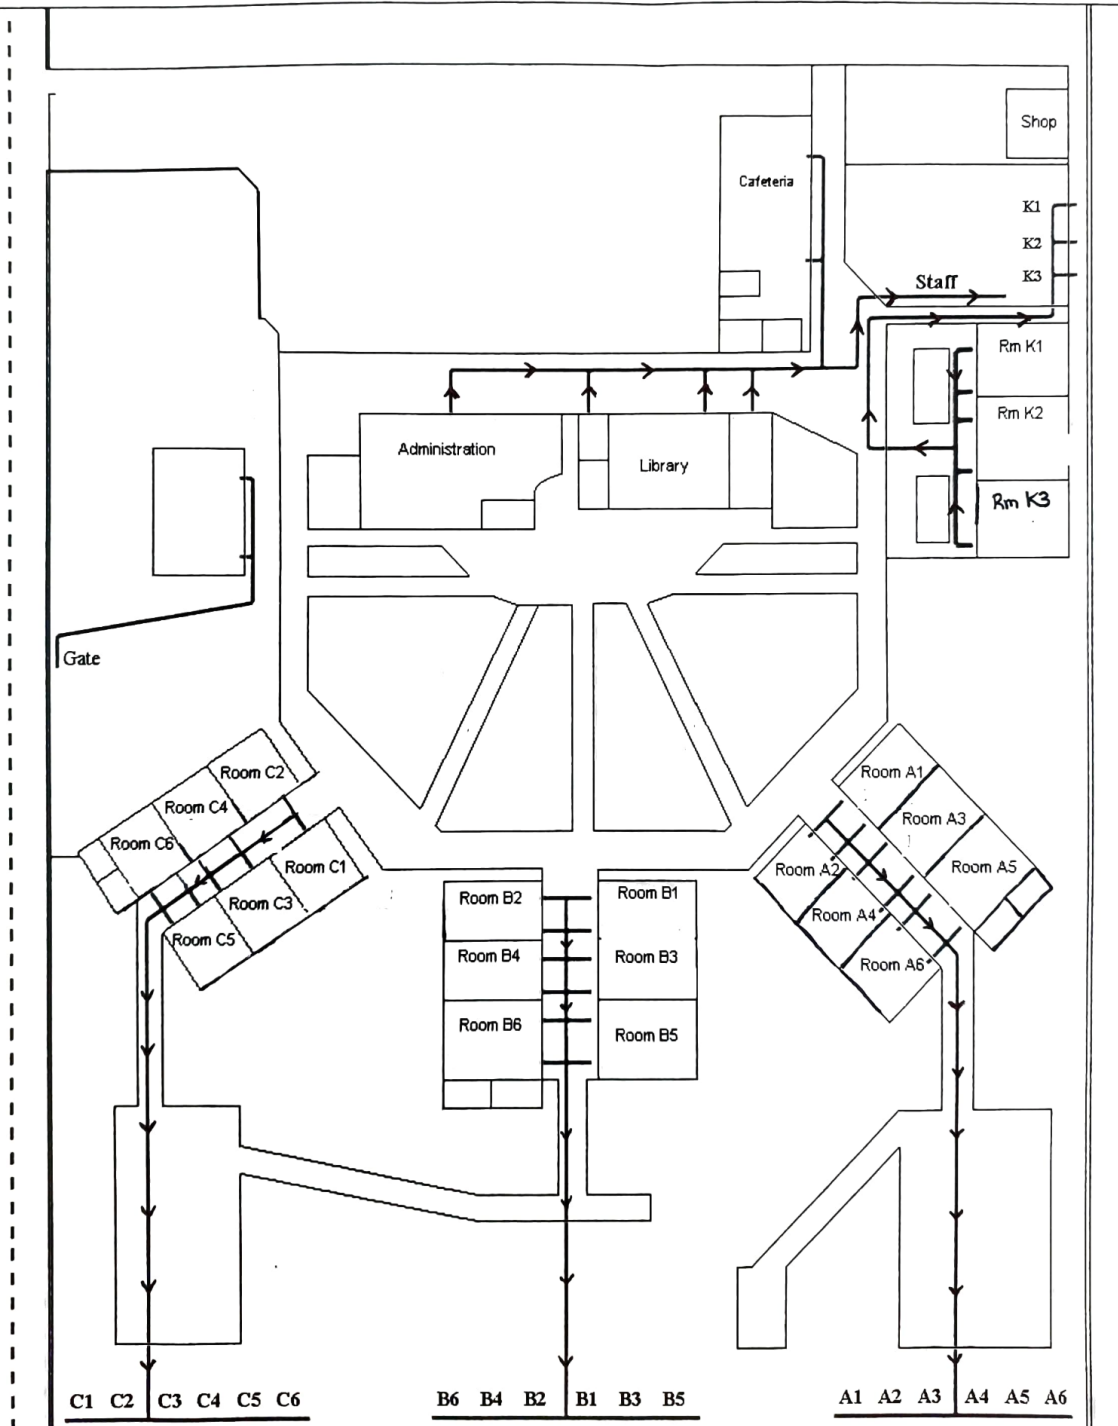 Shop
Cafeteria
K1
K2
K3
Staff
Rm K1
Rm K2
Administration
Library
Rm K3
Gate
Room C2
Room C4
Room C6
Room C1
Room C3
Room C5
Room B2
Room B1
Room B4
Room B3
Room B6
Room B5
Room A1
Room A3
Room A5
Room A2
Room A4
Room A6
C1 C2 C3 C4 C5 C6
B6 B4 B2 B1 B3 B5
A1 A2 A3 A4 A5 A6